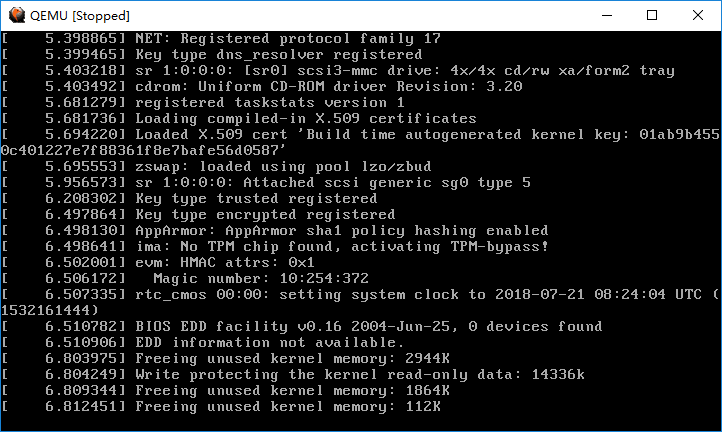 QEMU [Stopped]
[    5.398865] NET: Registered protocol family 17
[    5.399465] Key type dns_resolver registered
[    5.403218] sr 1:0:0:0: [sr0] scsi3-mmc drive: 4x/4x cd/rw xa/form2 tray
[    5.403492] cdrom: Uniform CD-ROM driver Revision: 3.20
[    5.681279] registered taskstats version 1
[    5.681736] Loading compiled-in X.509 certificates
[    5.694220] Loaded X.509 cert 'Build time autogenerated kernel key: 01ab9b455
0c401227e7f88361f8e7bafe56d0587'
[    5.695553] zswap: loaded using pool lzo/zbud
[    5.956573] sr 1:0:0:0: Attached scsi generic sg0 type 5
[    6.208302] Key type trusted registered
[    6.497864] Key type encrypted registered
[    6.498130] AppArmor: AppArmor sha1 policy hashing enabled
[    6.498641] ima: No TPM chip found, activating TPM-bypass!
[    6.502001] evm: HMAC attrs: 0x1
[    6.506172]   Magic number: 10:254:372
[    6.507335] rtc_cmos 00:00: setting system clock to 2018-07-21 08:24:04 UTC (
1532161444)
[    6.510782] BIOS EDD facility v0.16 2004-Jun-25, 0 devices found
[    6.510906] EDD information not available.
[    6.803975] Freeing unused kernel memory: 2944K
[    6.804249] Write protecting the kernel read-only data: 14336k
[    6.809344] Freeing unused kernel memory: 1864K
[    6.812451] Freeing unused kernel memory: 112K